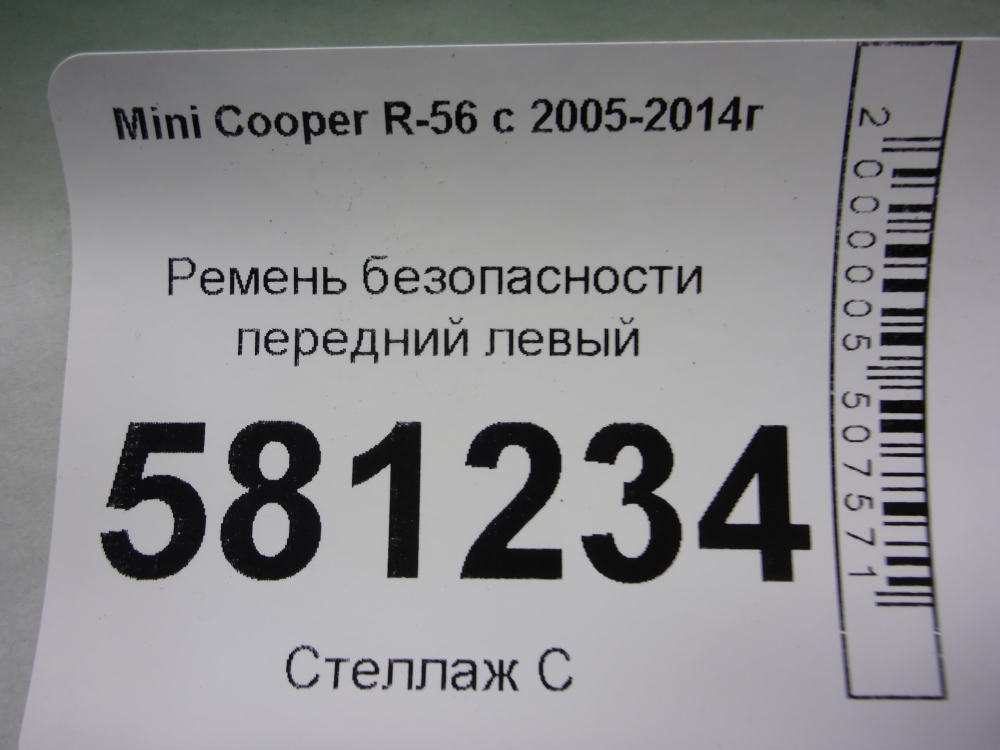 Mini Cooper R-56 с 2005-2014г
Ремень безопасности
передний левый
581234
Стеллаж С
2000005507571